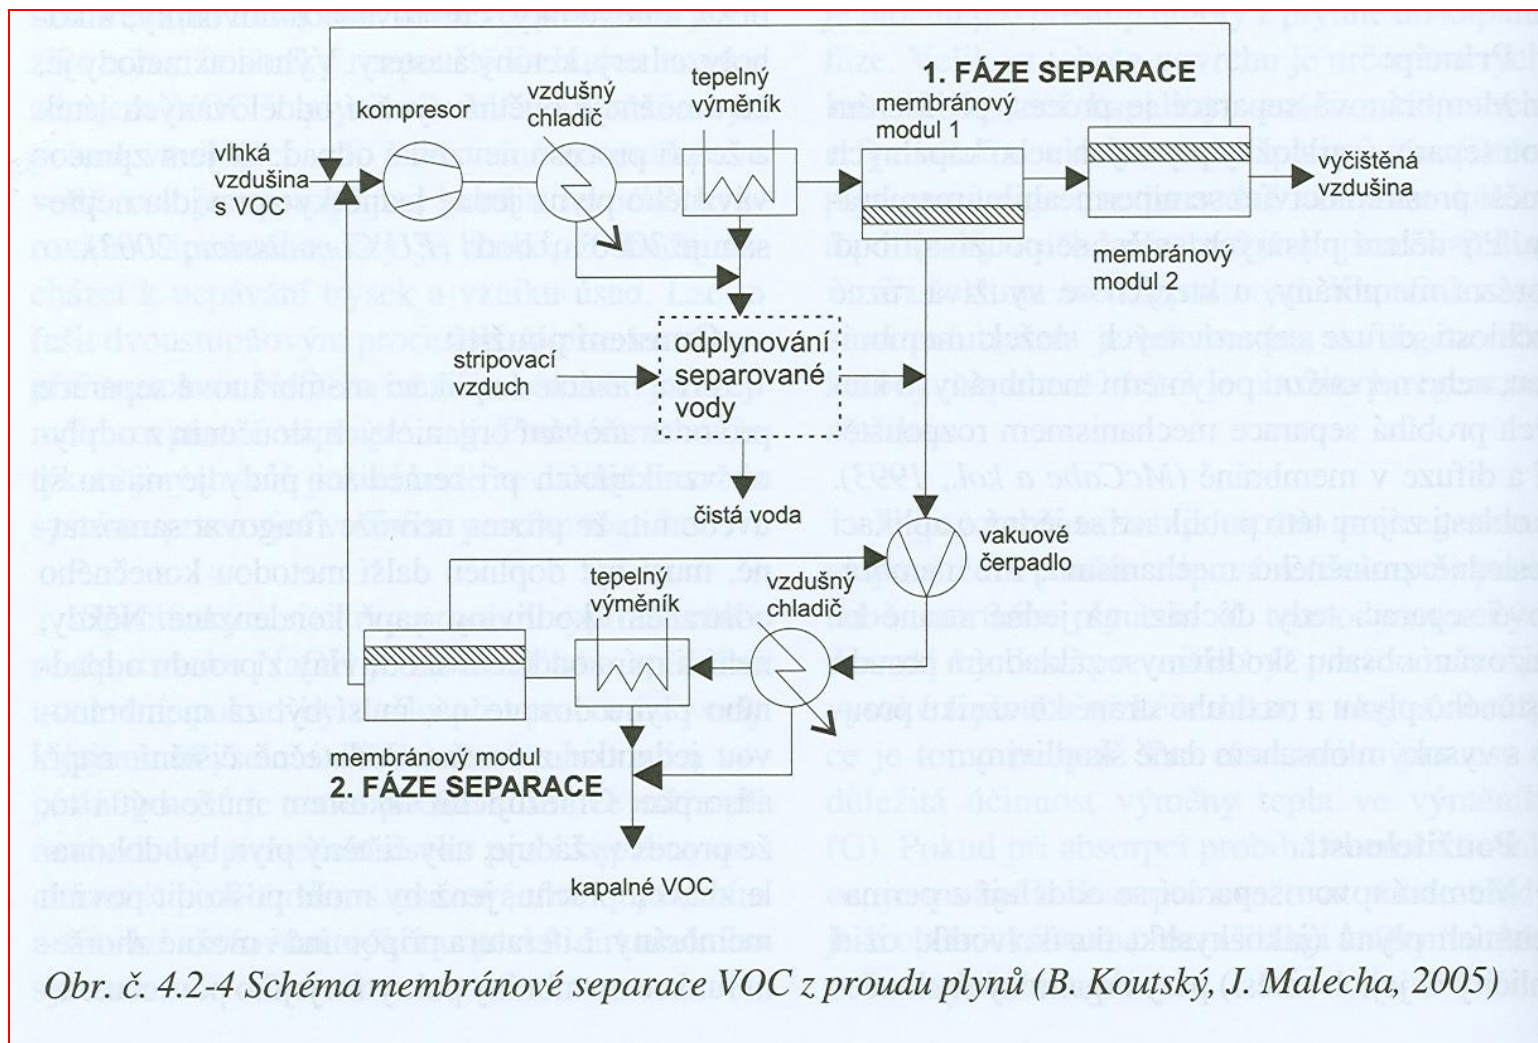 1. FÁZE SEPARACE
tepelný
výměník
vzdušný
chladič
kompresor
membránový
modul 1
vlhká
vzdušina
s VOC
vyčištěná
vzdušina
membránový
modul 2
stripovací
vzduch
odplynování
separované
vody
čistá voda
vakuové
čerpadlo
tepelný
výměník
vzdušný
chladič
membránový modul
2. FÁZE SEPARACE
kapalné VOC
Obr. č. 4.2-4 Schéma membránové separace VOC z proudu plynů (B. Koutský, J. Malecha, 2005)